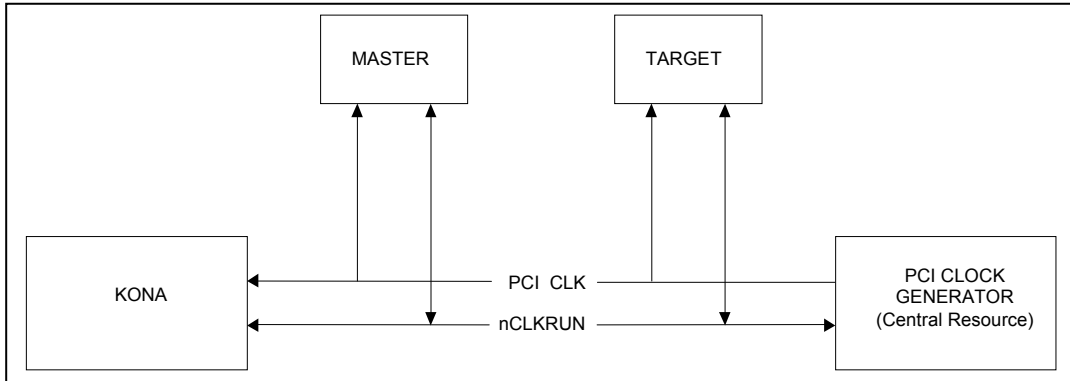 MASTER
TARGET
KONA
PCI CLK
nCLKRUN
PCI CLOCK
GENERATOR
(Central Resource)